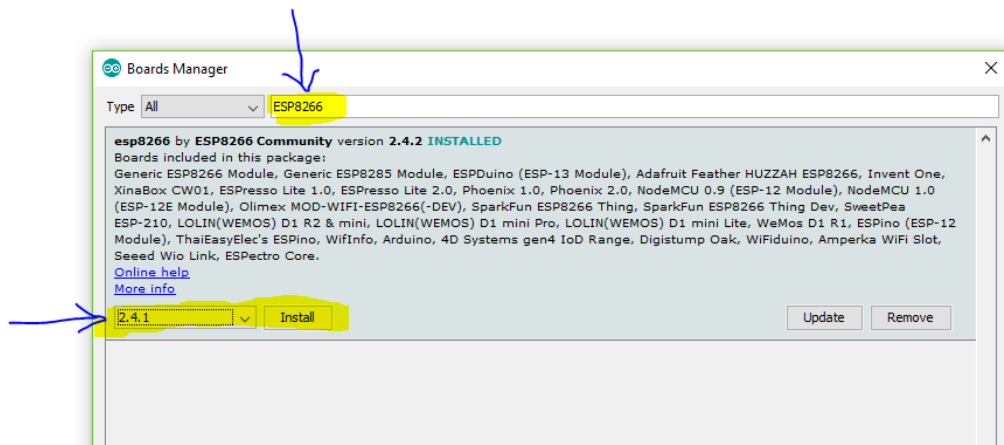 Boards Manager
Type All ESP8266
esp8266 by ESP8266 Community version 2.4.2 INSTALLED
Boards included in this package:
Generic ESP8266 Module, Generic ESP8285 Module, ESPDuino (ESP-13 Module), Adafruit Feather HUZZAH ESP8266, Invent One,
XinaBox CW01, ESPresso Lite 1.0, ESPresso Lite 2.0, Phoenix 1.0, Phoenix 2.0, NodeMCU 0.9 (ESP-12 Module), NodeMCU 1.0
(ESP-12E Module), Olimex MOD-WIFI-ESP8266(-DEV), SparkFun ESP8266 Thing, SparkFun ESP8266 Thing Dev, SweetPea
ESP-210, LOLIN(WEMOS) D1 R2 & mini, LOLIN(WEMOS) D1 mini Pro, LOLIN(WEMOS) D1 mini Lite, WeMos D1 R1, ESPino (ESP-12
Module), ThaiEasyElec's ESPino, WifInfo, Arduino, 4D Systems gen4 IoD Range, Digistump Oak, WiFiduino, Amperka WiFi Slot,
Seeed Wio Link, ESPectro Core.
Online help
More info
2.4.1 Install Update Remove